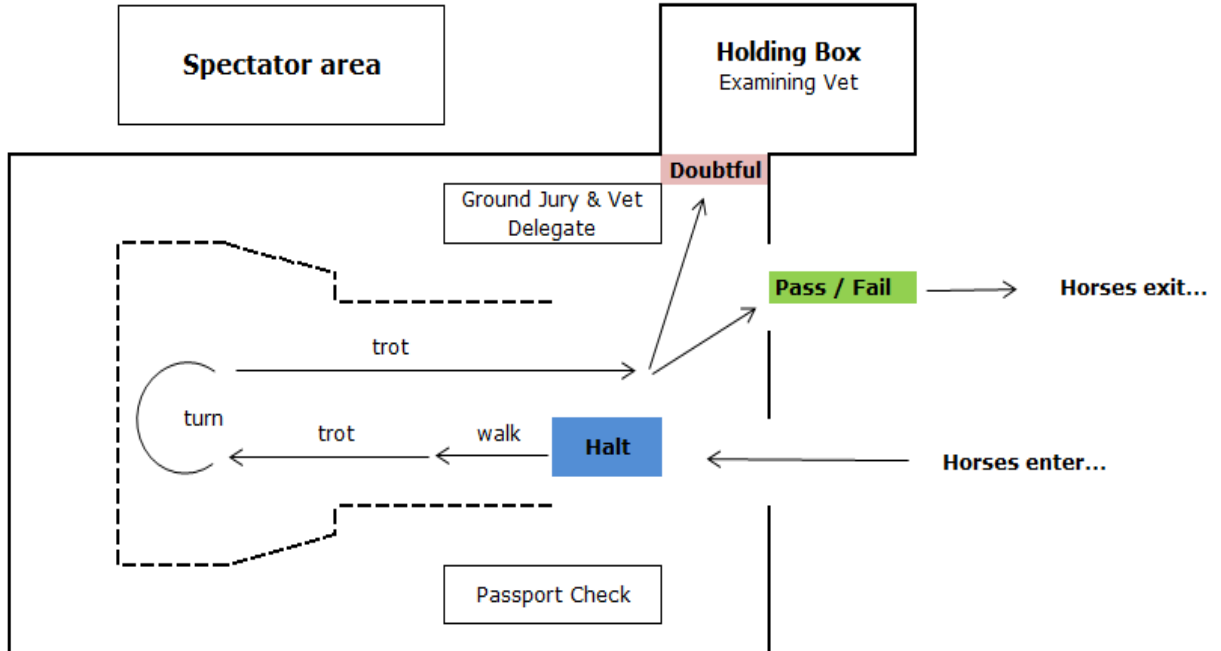 Spectator area
Holding Box
Examining Vet
Doubtful
Ground Jury & Vet
Delegate
Pass / Fail
Horses exit...
trot
turn
trot
walk
Halt
Horses enter...
Passport Check